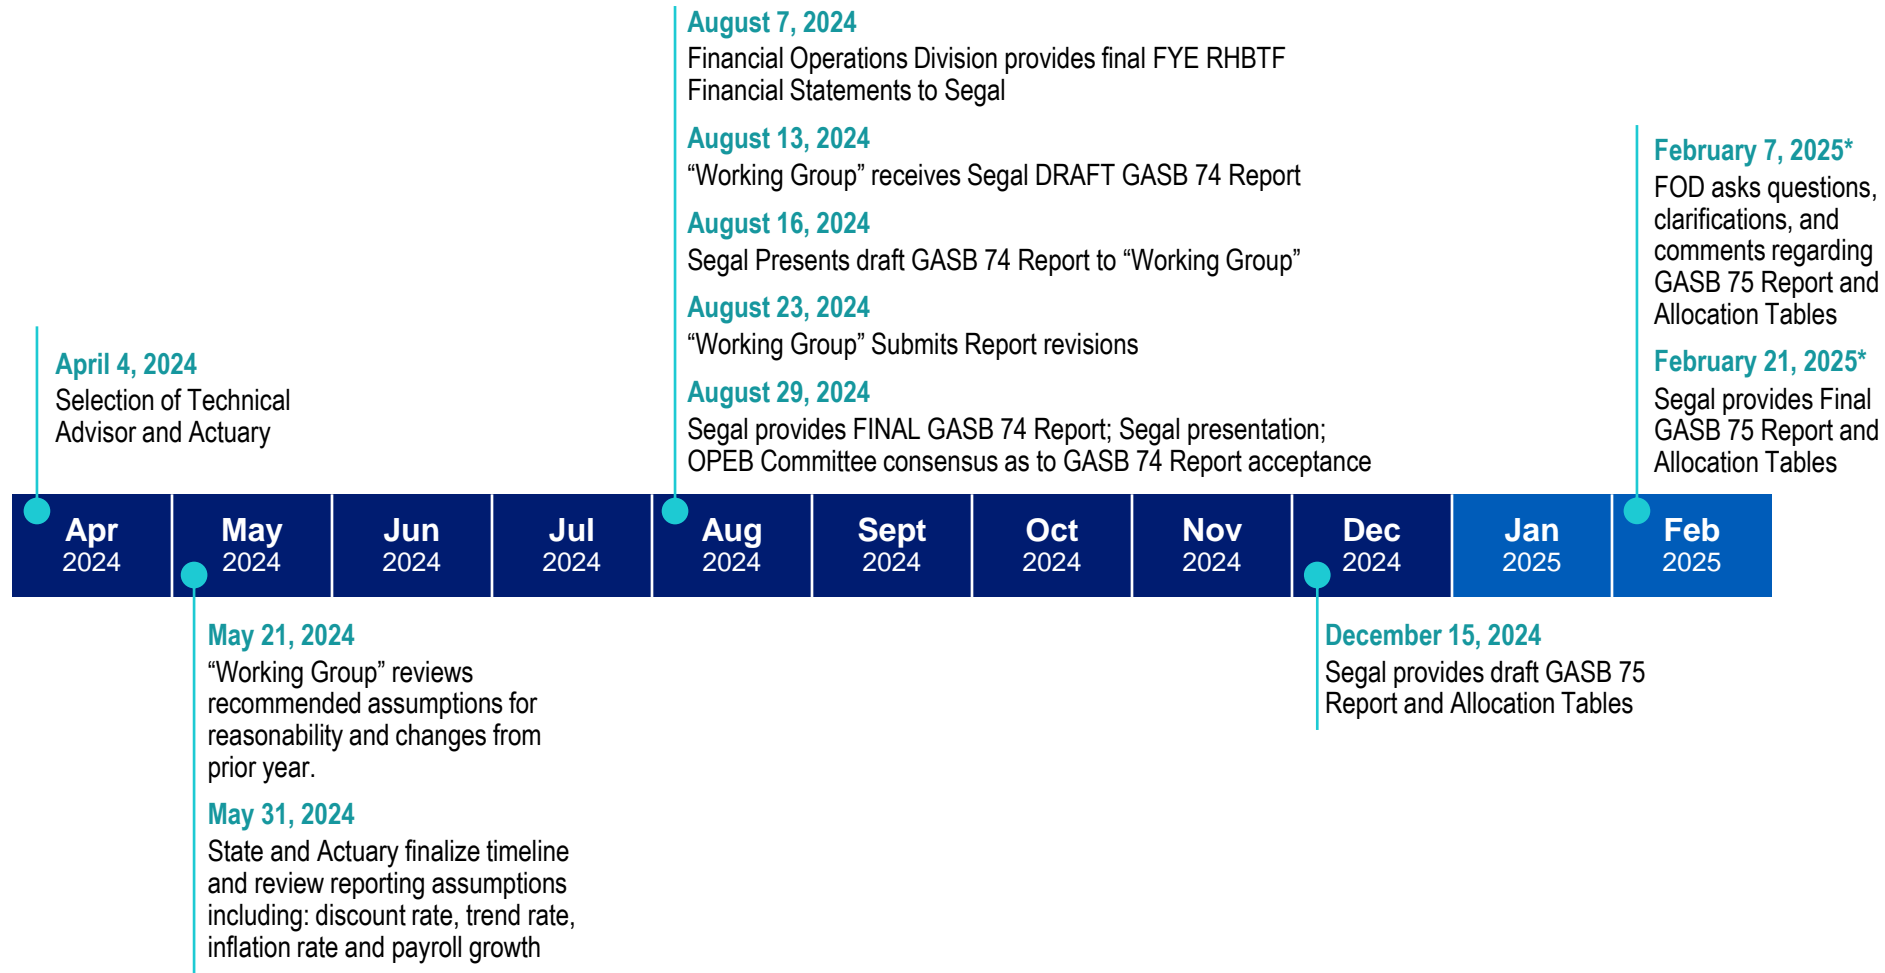 August 7, 2024
Financial Operations Division provides final FYE RHBTF
Financial Statements to Segal
August 13, 2024
“Working Group” receives Segal DRAFT GASB 74 Report
August 16, 2024
Segal Presents draft GASB 74 Report to “Working Group”
August 23, 2024
“Working Group” Submits Report revisions
August 29, 2024
Segal provides FINAL GASB 74 Report; Segal presentation;
OPEB Committee consensus as to GASB 74 Report acceptance
February 7, 2025*
FOD asks questions,
clarifications, and
comments regarding
GASB 75 Report and
Allocation Tables
February 21, 2025*
Segal provides Final
GASB 75 Report and
Allocation Tables
April 4, 2024
Selection of Technical
Advisor and Actuary
Apr
2024
May
2024
Jun
2024
Jul
2024
Aug
2024
Sept
2024
Oct
2024
Nov
2024
Dec
2024
Jan
2025
Feb
2025
May 21, 2024
“Working Group” reviews
recommended assumptions for
reasonability and changes from
prior year.
May 31, 2024
State and Actuary finalize timeline
and review reporting assumptions
including: discount rate, trend rate,
inflation rate and payroll growth
December 15, 2024
Segal provides draft GASB 75
Report and Allocation Tables